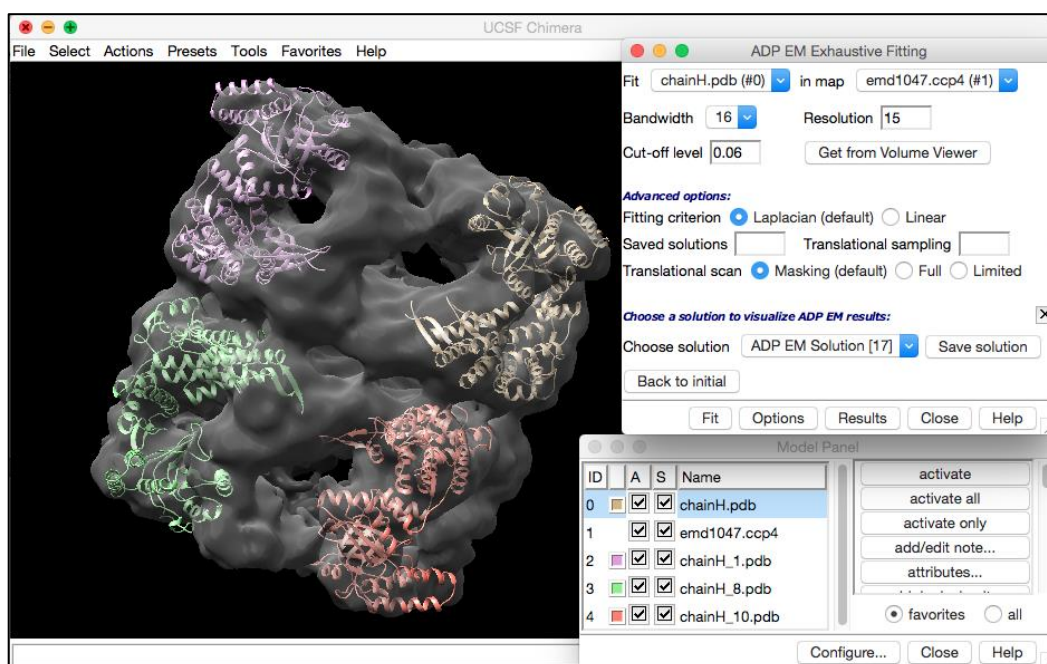 UCSF Chimera
File Select Actions Presets Tools Favorites Help
ADP EM Exhaustive Fitting
Fit chainH.pdb (#0) in map emd1047.ccp4 (#1)
Bandwidth 16 Resolution 15
Cut-off level 0.06 Get from Volume Viewer
Advanced options:
Fitting criterion Laplacian (default) Linear
Saved solutions Translational sampling
Translational scan Masking (default) Full Limited
Choose a solution to visualize ADP EM results:
Choose solution ADP EM Solution [17] Save solution
Back to initial
Fit Options Results Close Help
Model Panel
ID A S Name
0 chainH.pdb
1 emd1047.ccp4
2 chainH_1.pdb
3 chainH_8.pdb
4 chainH_10.pdb
activate
activate all
activate only
add/edit note...
attributes...
favorites all
Configure... Close Help